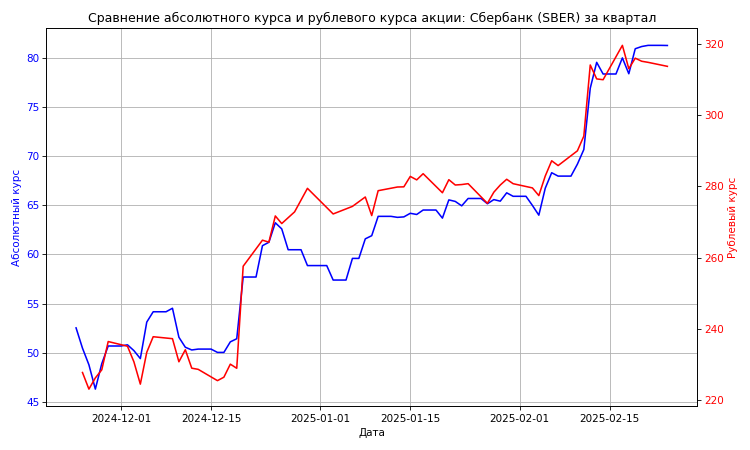 Сравнение абсолютного курса и рублевого курса акции: Сбербанк (SBER) за квартал
Абсолютный курс
80
75
70
65
60
55
50
45
320
300
280
260
240
220
Рублевый курс
2024-12-01 2024-12-15 2025-01-01 2025-01-15 2025-02-01 2025-02-15
Дата